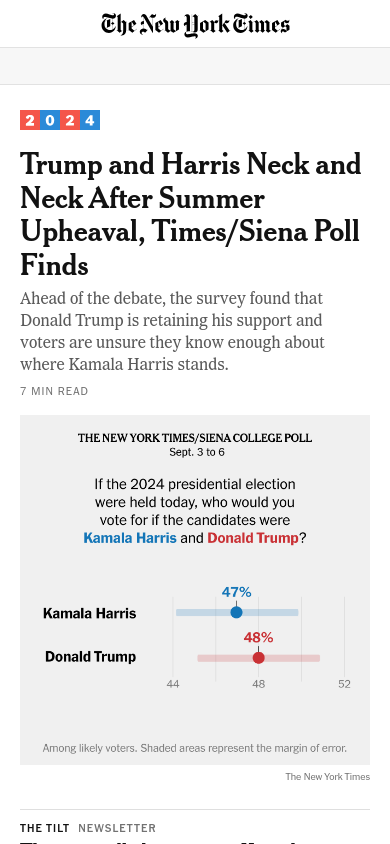 The New York Times
2024
Trump and Harris Neck and
Neck After Summer
Upheaval, Times/Siena Poll
Finds
Ahead of the debate, the survey found that
Donald Trump is retaining his support and
voters are unsure they know enough about
where Kamala Harris stands.
7 MIN READ
THE NEW YORK TIMES/SIENA COLLEGE POLL
Sept. 3 to 6
If the 2024 presidential election
were held today, who would you
vote for if the candidates were
Kamala Harris and Donald Trump?
47%
Kamala Harris
48%
Donald Trump
44 48 52
Among likely voters. Shaded areas represent the margin of error.
The New York Times
THE TILT NEWSLETTER